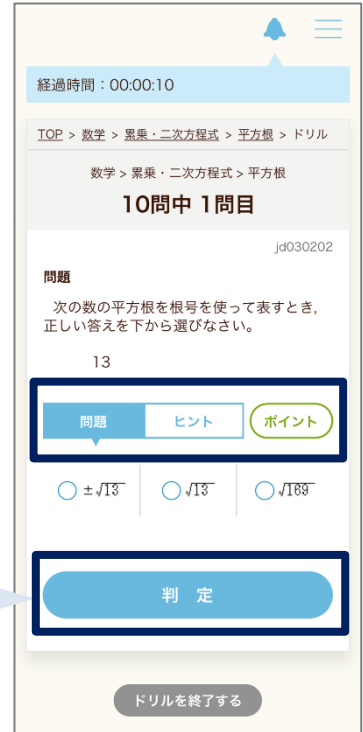 経過時間：00:00:10
TOP > 数学 > 累乗・二次方程式 > 平方根 > ドリル
数学 > 累乗・二次方程式 > 平方根
10問中 1問目
jd030202
問題
次の数の平方根を根号を使って表すとき，
正しい答えを下から選びなさい。
13
問題 ヒント ポイント
±√13 √13 √169
判 定
ドリルを終了する